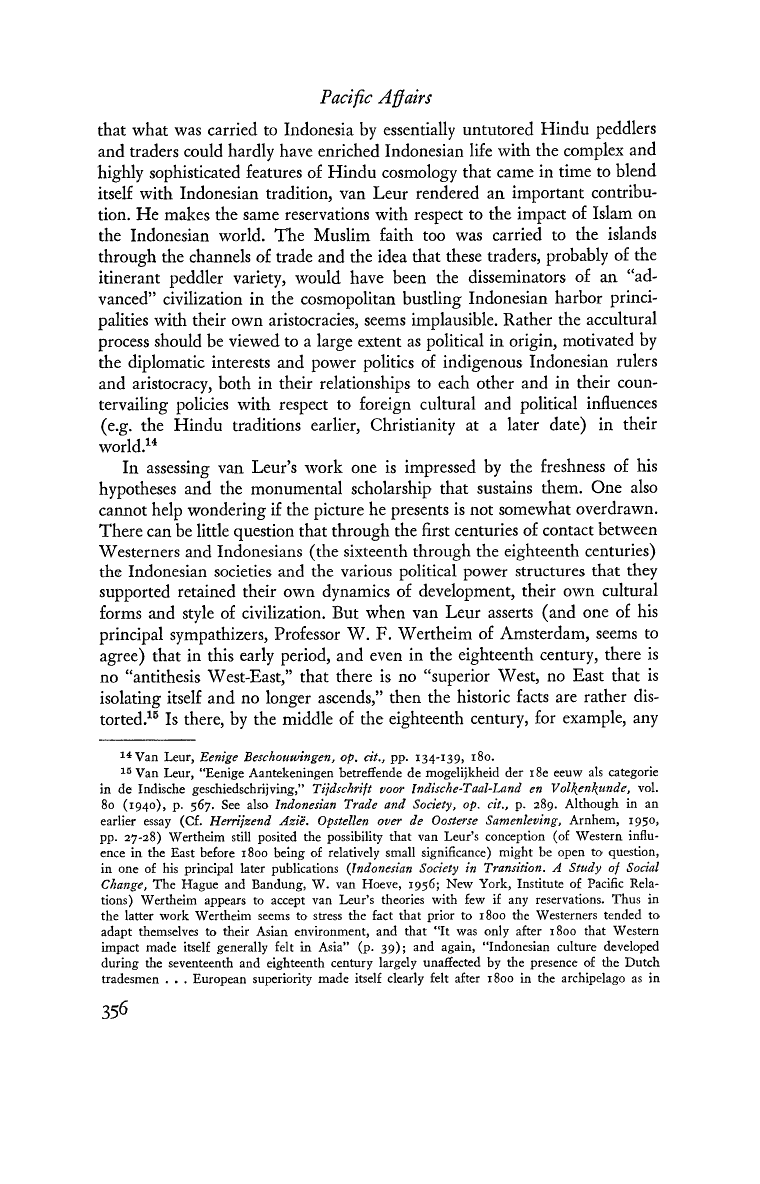 Pacific Affairs
that what was carried to Indonesia by essentially untutored Hindu peddlers
and traders could hardly have enriched Indonesian life with the complex and
highly sophisticated features of Hindu cosmology that came in time to blend
itself with Indonesian tradition, van Leur rendered an important contribu-
tion. He makes the same reservations with respect to the impact of Islam on
the Indonesian world. The Muslim faith too was carried to the islands
through the channels of trade and the idea that these traders, probably of the
itinerant peddler variety, would have been the disseminators of an “ad-
vanced” civilization in the cosmopolitan bustling Indonesian harbor princi-
palities with their own aristocracies, seems implausible. Rather the accultural
process should be viewed to a large extent as political in origin, motivated by
the diplomatic interests and power politics of indigenous Indonesian rulers
and aristocracy, both in their relationships to each other and in their coun-
tervailing policies with respect to foreign cultural and political influences
(e.g. the Hindu traditions earlier, Christianity at a later date) in their
world.¹⁴
In assessing van Leur’s work one is impressed by the freshness of his
hypotheses and the monumental scholarship that sustains them. One also
cannot help wondering if the picture he presents is not somewhat overdrawn.
There can be little question that through the first centuries of contact between
Westerners and Indonesians (the sixteenth through the eighteenth centuries)
the Indonesian societies and the various political power structures that they
supported retained their own dynamics of development, their own cultural
forms and style of civilization. But when van Leur asserts (and one of his
principal sympathizers, Professor W. F. Wertheim of Amsterdam, seems to
agree) that in this early period, and even in the eighteenth century, there is
no “antithesis West-East,” that there is no “superior West, no East that is
isolating itself and no longer ascends,” then the historic facts are rather dis-
torted.¹⁵ Is there, by the middle of the eighteenth century, for example, any
¹⁴ Van Leur, Eenige Beschouwingen, op. cit., pp. 134-139, 180.
¹⁵ Van Leur, “Eenige Aantekeningen betreffende de mogelijkheid der 18e eeuw als categorie
in de Indische geschiedschrijving,” Tijdschrift voor Indische-Taal-Land en Volkenkunde, vol.
80 (1940), p. 567. See also Indonesian Trade and Society, op. cit., p. 289. Although in an
earlier essay (Cf. Herrijzend Azië. Opstellen over de Oosterse Samenleving, Arnhem, 1950,
pp. 27-28) Wertheim still posited the possibility that van Leur’s conception (of Western influ-
ence in the East before 1800 being of relatively small significance) might be open to question,
in one of his principal later publications (Indonesian Society in Transition. A Study of Social
Change, The Hague and Bandung, W. van Hoeve, 1956; New York, Institute of Pacific Rela-
tions) Wertheim appears to accept van Leur’s theories with few if any reservations. Thus in
the latter work Wertheim seems to stress the fact that prior to 1800 the Westerners tended to
adapt themselves to their Asian environment, and that “It was only after 1800 that Western
impact made itself generally felt in Asia” (p. 39); and again, “Indonesian culture developed
during the seventeenth and eighteenth century largely unaffected by the presence of the Dutch
tradesmen . . . European superiority made itself clearly felt after 1800 in the archipelago as in
356